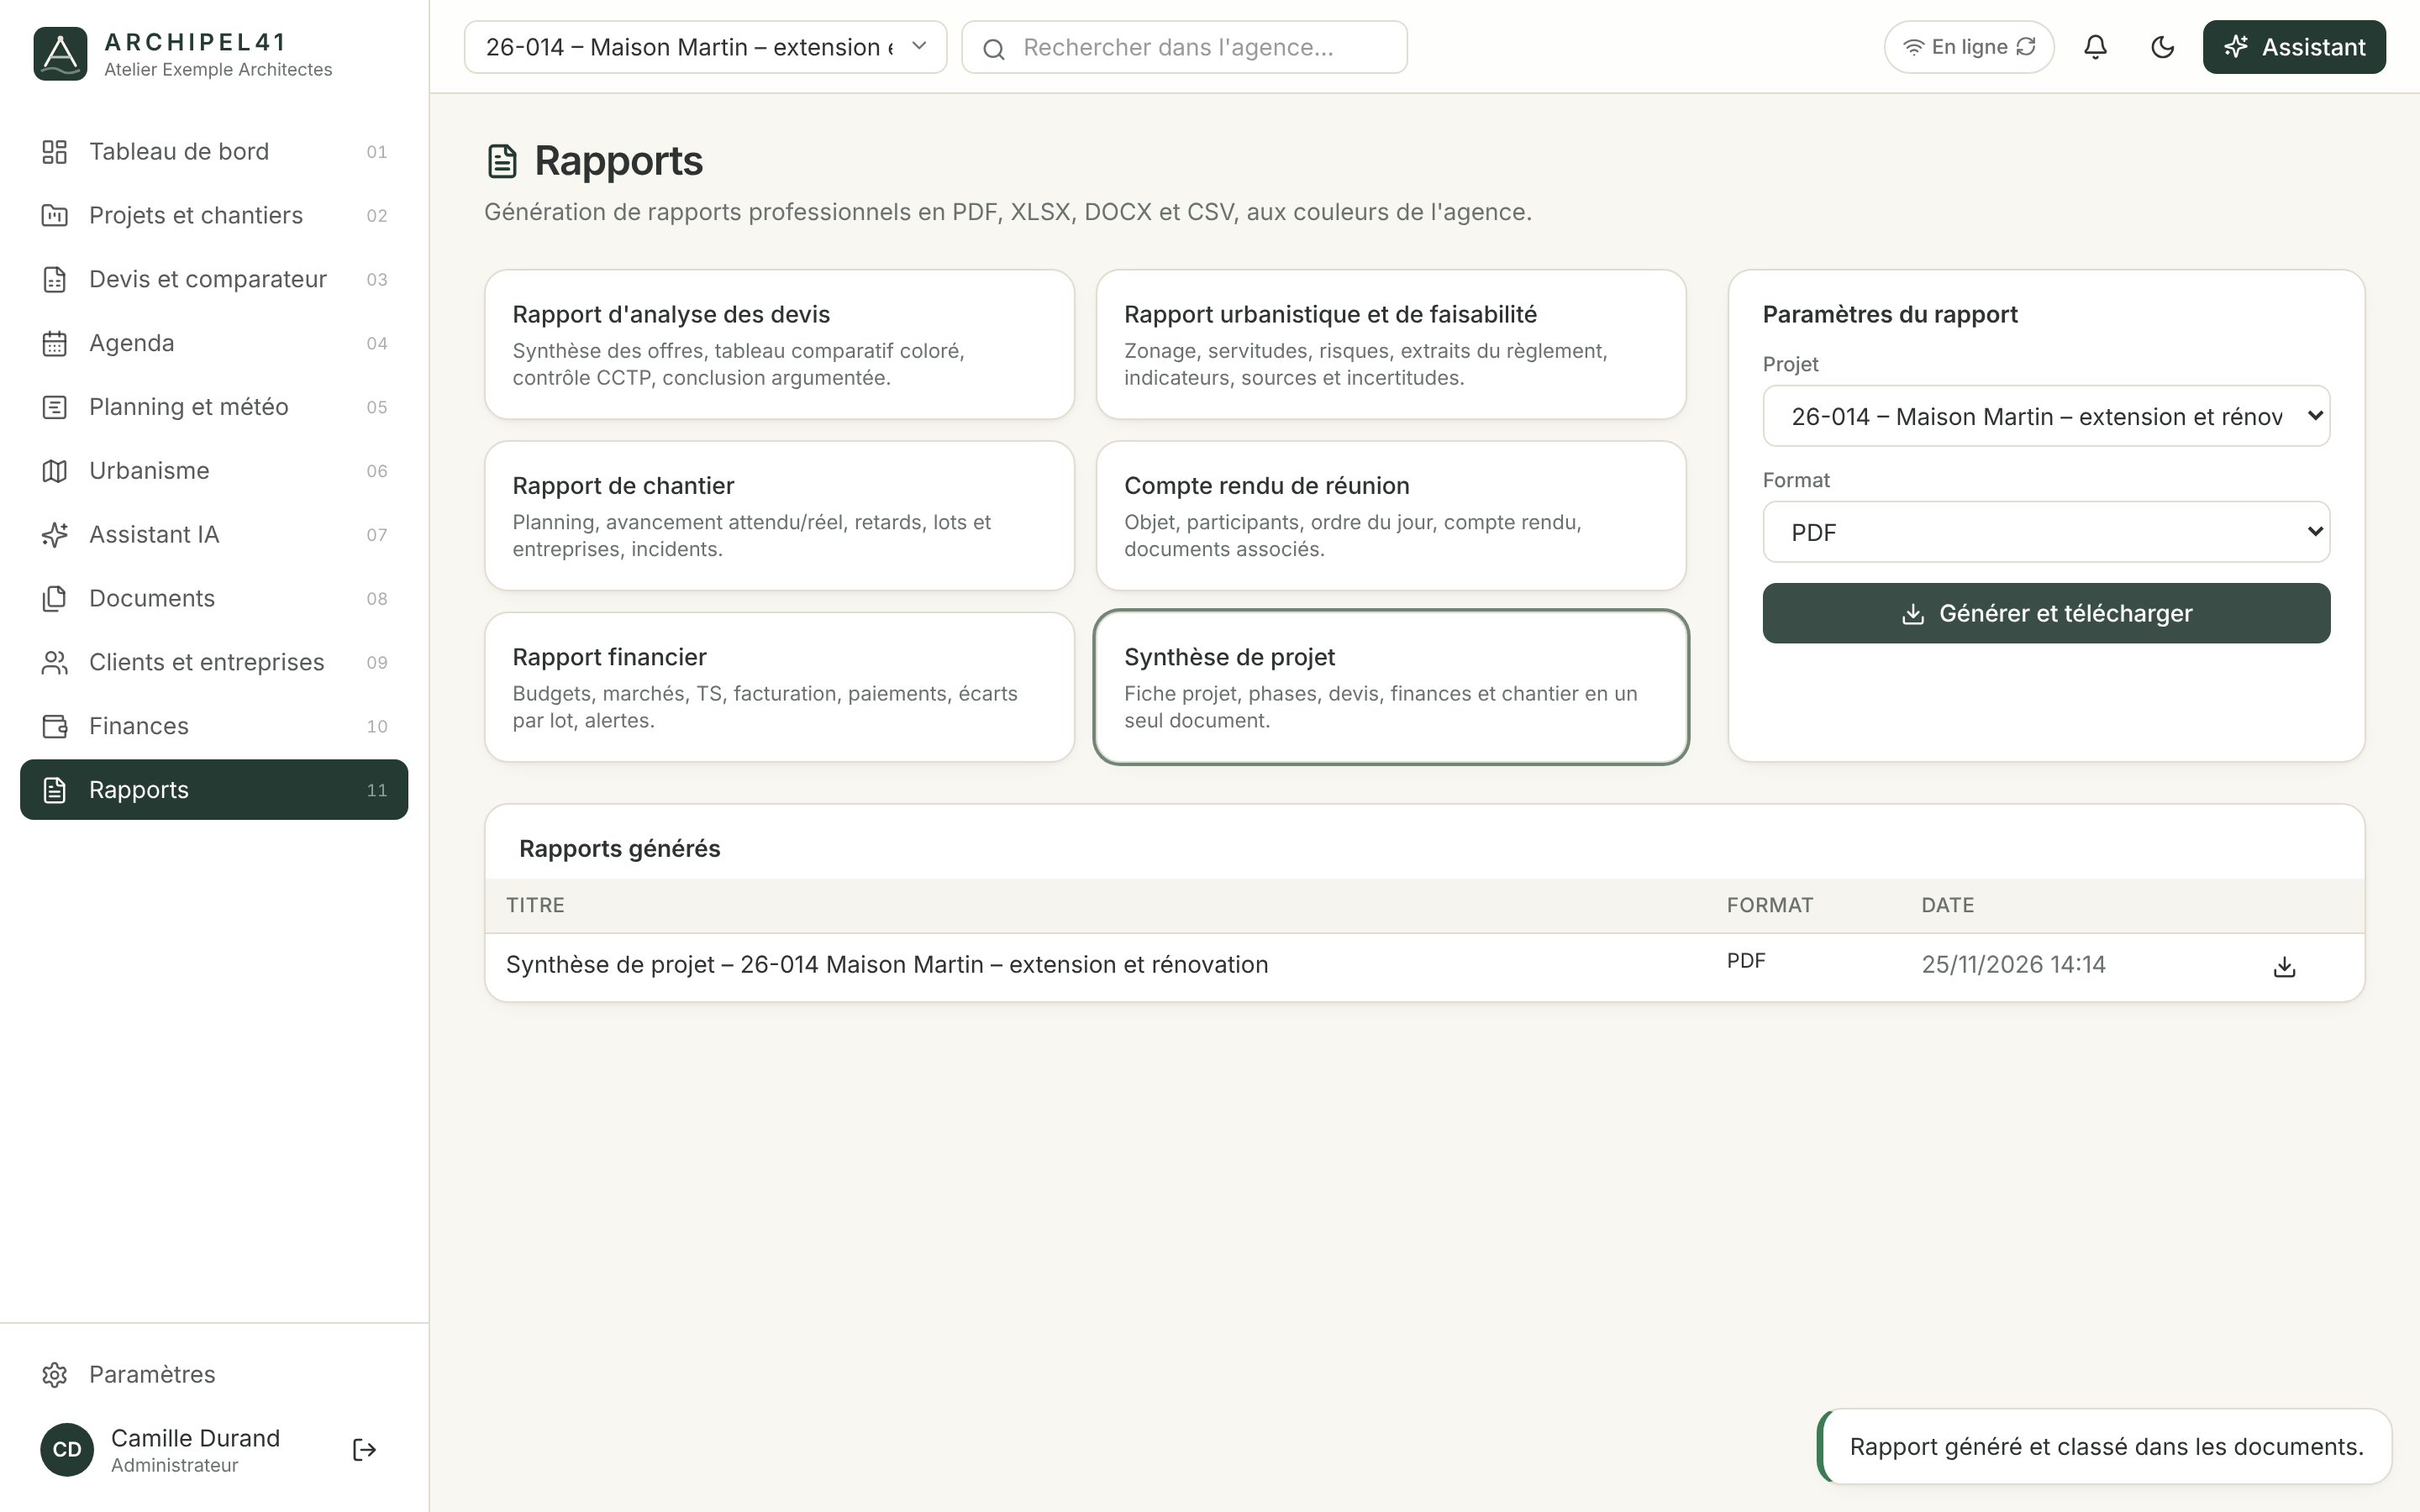 ARCHIPEL41
Atelier Exemple Architectes
Tableau de bord 01
Projets et chantiers 02
Devis et comparateur 03
Agenda 04
Planning et météo 05
Urbanisme 06
Assistant IA 07
Documents 08
Clients et entreprises 09
Finances 10
Rapports 11
Paramètres
CD
Camille Durand
Administrateur
26-014 – Maison Martin – extension
Rechercher dans l'agence...
En ligne
Assistant
Rapports
Génération de rapports professionnels en PDF, XLSX, DOCX et CSV, aux couleurs de l'agence.
Rapport d'analyse des devis
Synthèse des offres, tableau comparatif coloré,
contrôle CCTP, conclusion argumentée.
Rapport urbanistique et de faisabilité
Zonage, servitudes, risques, extraits du règlement,
indicateurs, sources et incertitudes.
Rapport de chantier
Planning, avancement attendu/réel, retards, lots et
entreprises, incidents.
Compte rendu de réunion
Objet, participants, ordre du jour, compte rendu,
documents associés.
Rapport financier
Budgets, marchés, TS, facturation, paiements, écarts
par lot, alertes.
Synthèse de projet
Fiche projet, phases, devis, finances et chantier en un
seul document.
Paramètres du rapport
Projet
26-014 – Maison Martin – extension et rénov
Format
PDF
Générer et télécharger
Rapports générés
TITRE FORMAT DATE
Synthèse de projet – 26-014 Maison Martin – extension et rénovation PDF 25/11/2026 14:14
Rapport généré et classé dans les documents.